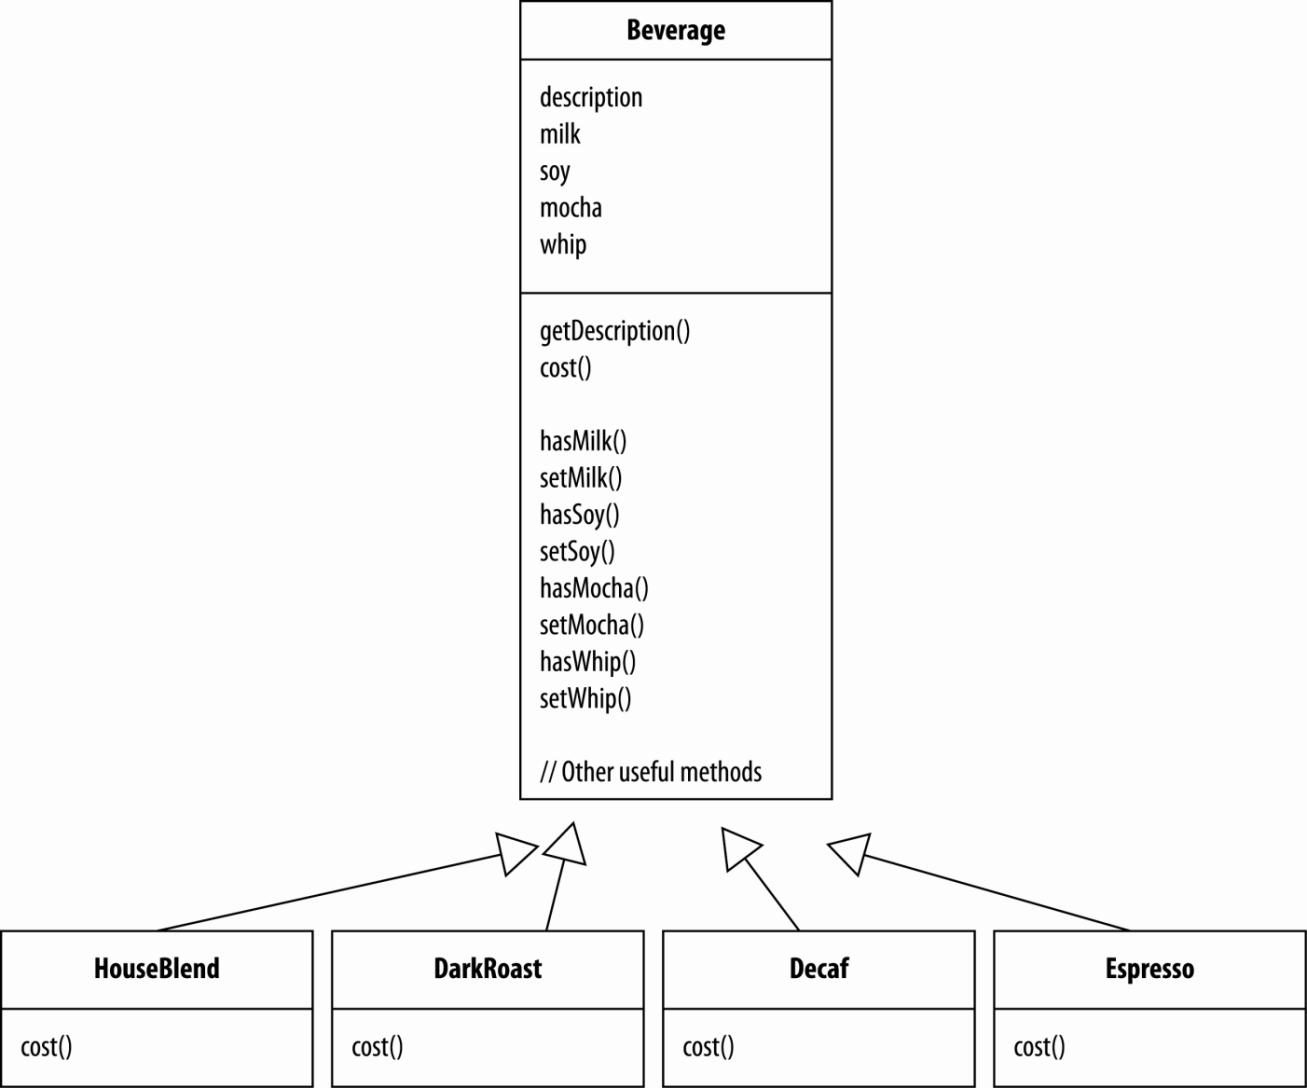 Beverage
description
milk
soy
mocha
whip
getDescription()
cost()
hasMilk()
setMilk()
hasSoy()
setSoy()
hasMocha()
setMocha()
hasWhip()
setWhip()
// Other useful methods
HouseBlend
cost()
DarkRoast
cost()
Decaf
cost()
Espresso
cost()